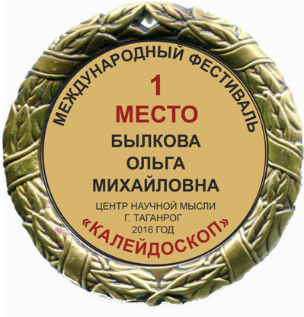 МЕЖДУНАРОДНЫЙ ФЕСТИВАЛЬ
1
МЕСТО
БЫЛКОВА
ОЛЬГА
МИХАЙЛОВНА
ЦЕНТР НАУЧНОЙ МЫСЛИ
Г. ТАГАНРОГ
2016 ГОД
«КАЛЕЙДОСКОП»